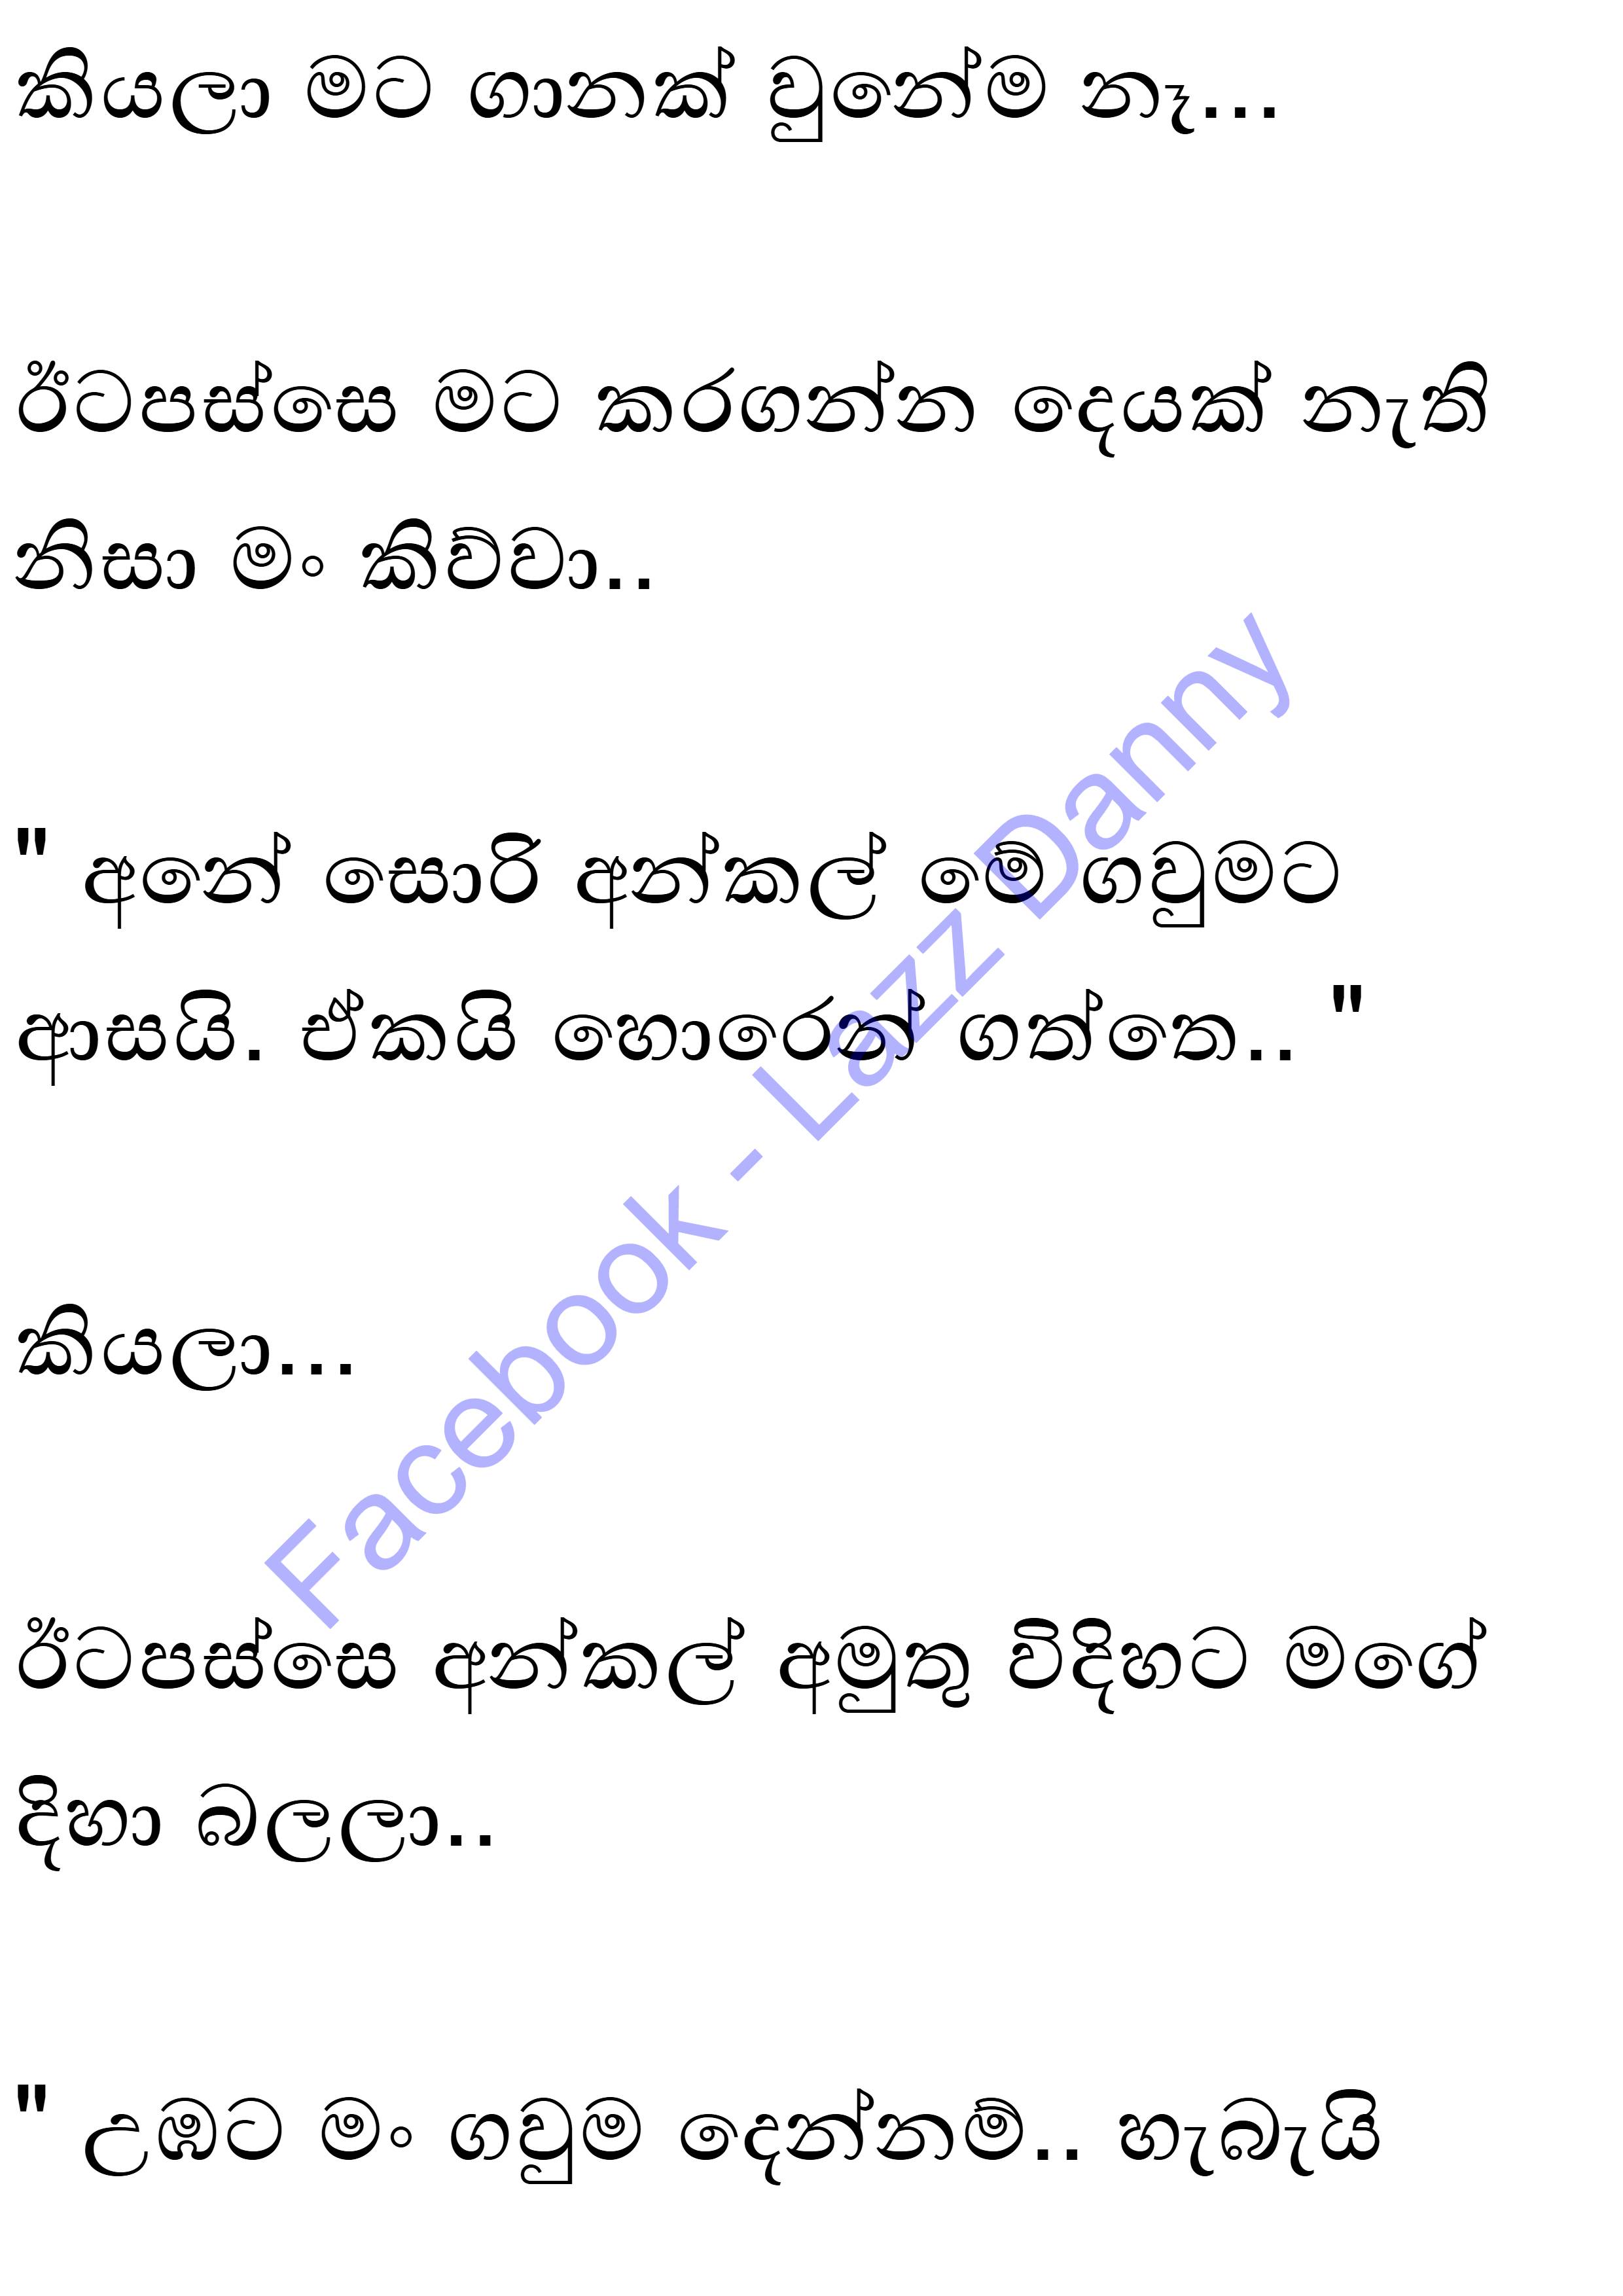 කියලා මට ගානක් වුනේම නෑ...
ඊටපස්සෙ මට කරගන්න දෙයක් නැති
නිසා මං කිව්වා..
" අනේ සොරි අන්කල් මේ ගවුමට
ආසයි. ඒකයි හොරෙන් ගත්තෙ.. "
කියලා...
ඊටපස්සෙ අන්කල් අමුතු විදිහට මගේ
දිහා බලලා..
" උඹට මං ගවුම දෙන්නම්.. හැබැයි
Facebook - Lazz Danny